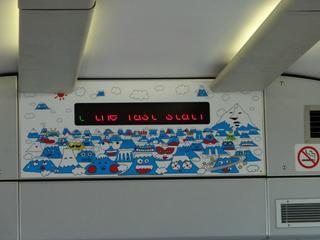 the last stati